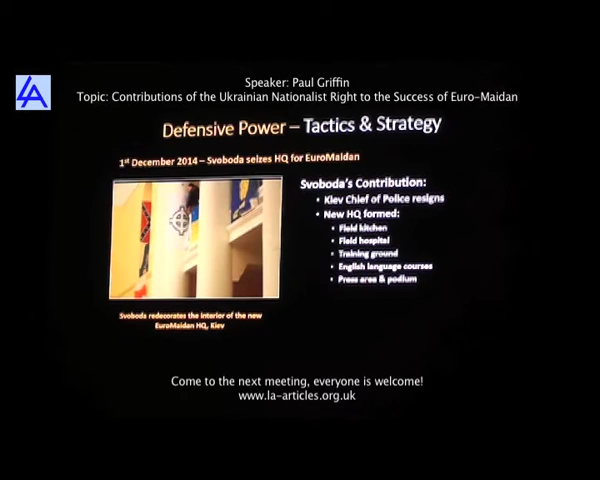 LA
Speaker: Paul Griffin
Topic: Contributions of the Ukrainian Nationalist Right to the Success of Euro-Maidan
Defensive Power – Tactics & Strategy
1st December 2014 – Svoboda seizes HQ for EuroMaidan
Svoboda's Contribution:
• Kiev Chief of Police resigns
• New HQ formed:
• Field kitchen
• Field hospital
• Training ground
• English language courses
• Press area & podium
Svoboda redecorates the interior of the new
EuroMaidan HQ, Kiev
Come to the next meeting, everyone is welcome!
www.la-articles.org.uk